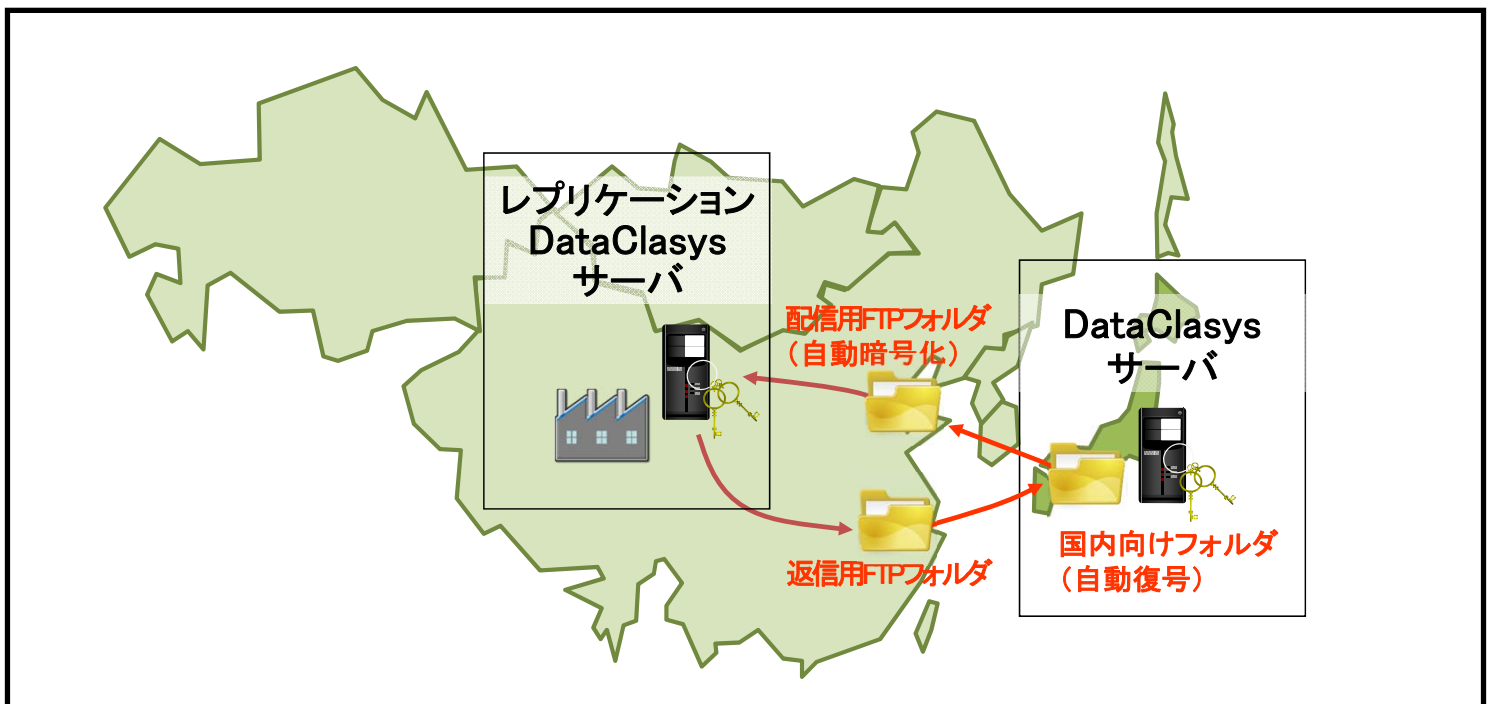 レプリケーション
DataClasys
サーバ
配信用FTPフォルダ
（自動暗号化）
DataClasys
サーバ
国内向けフォルダ
（自動復号）
返信用FTPフォルダ